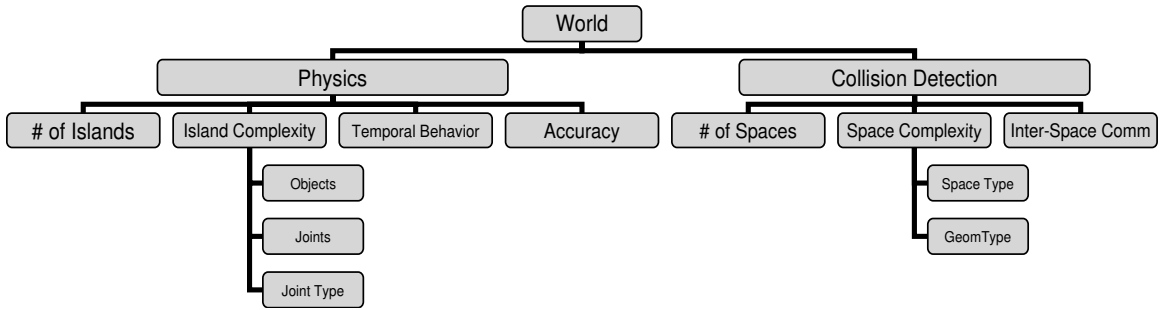 World
Physics
Collision Detection
# of Islands
Island Complexity
Temporal Behavior
Accuracy
# of Spaces
Space Complexity
Inter-Space Comm
Objects
Joints
Joint Type
Space Type
GeomType